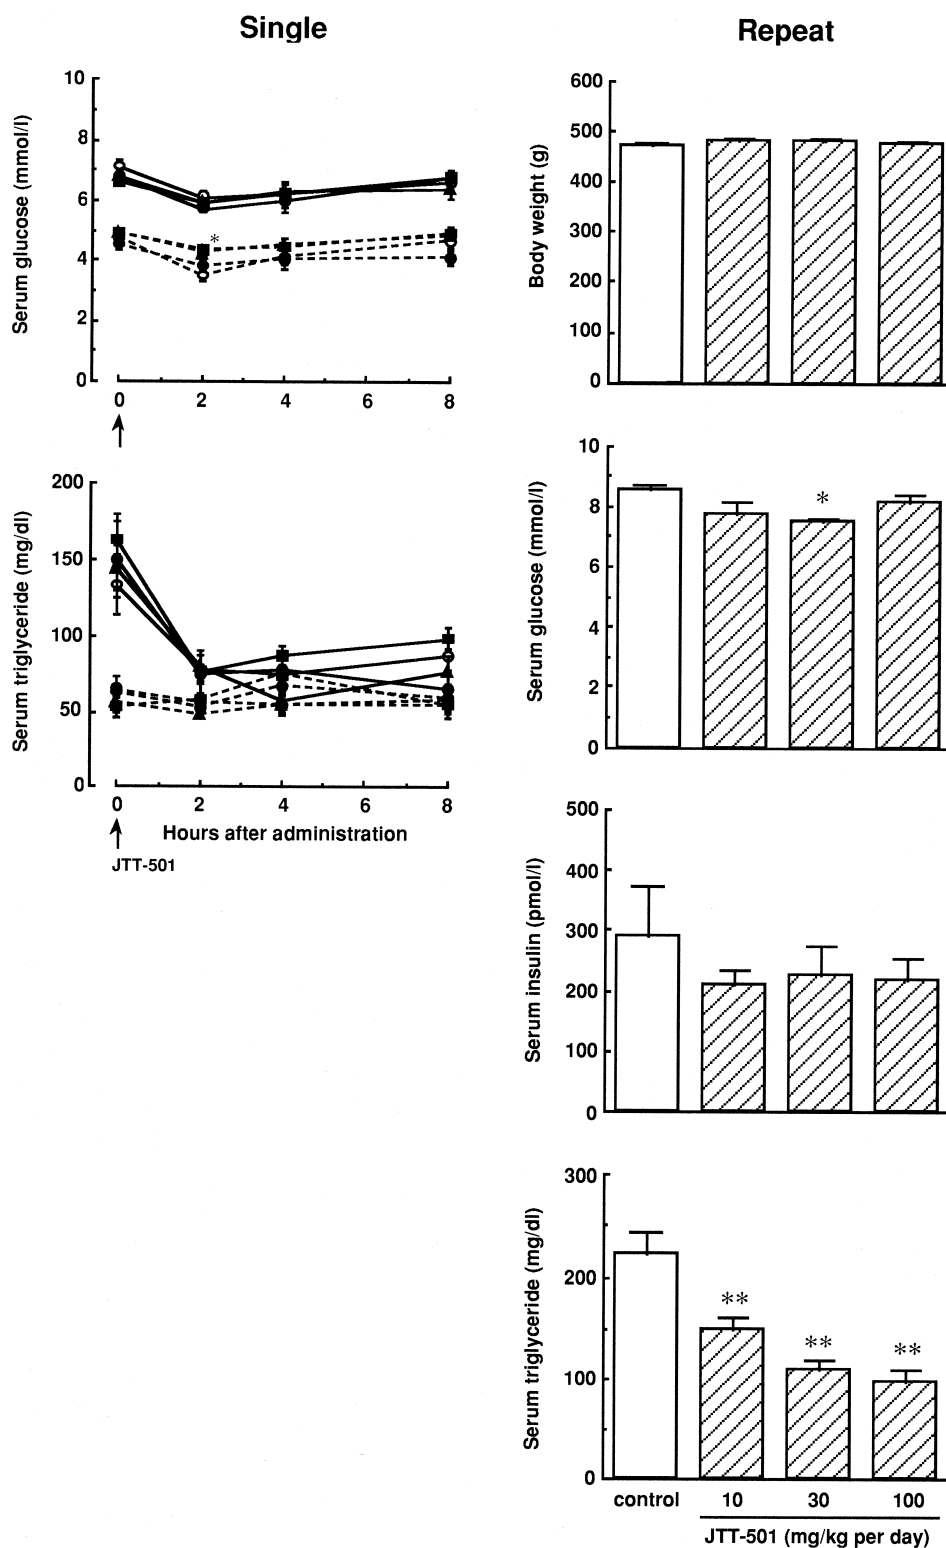 Single
Serum glucose (mmol/l)
10
8
6
4
2
0
*
0 2 4 6 8
Serum triglyceride (mg/dl)
200
150
100
50
0
0 2 4 6 8
Hours after administration
JTT-501
Repeat
Body weight (g)
600
500
400
300
200
100
0
Serum glucose (mmol/l)
10
8
6
4
2
0
*
Serum insulin (pmol/l)
500
400
300
200
100
0
Serum triglyceride (mg/dl)
300
200
100
0
**
**
**
control 10 30 100
JTT-501 (mg/kg per day)